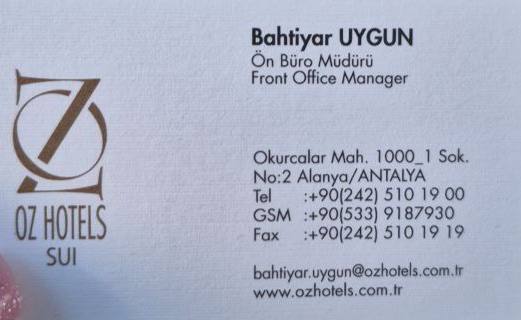 OZ HOTELS
SUI
Bahtiyar UYGUN
Ön Büro Müdürü
Front Office Manager
Okurcalar Mah. 1000_1 Sok.
No:2 Alanya/ANTALYA
Tel :+90(242) 510 19 00
GSM :+90(533) 9187930
Fax :+90(242) 510 19 19
bahtiyar.uygun@ozhotels.com.tr
www.ozhotels.com.tr